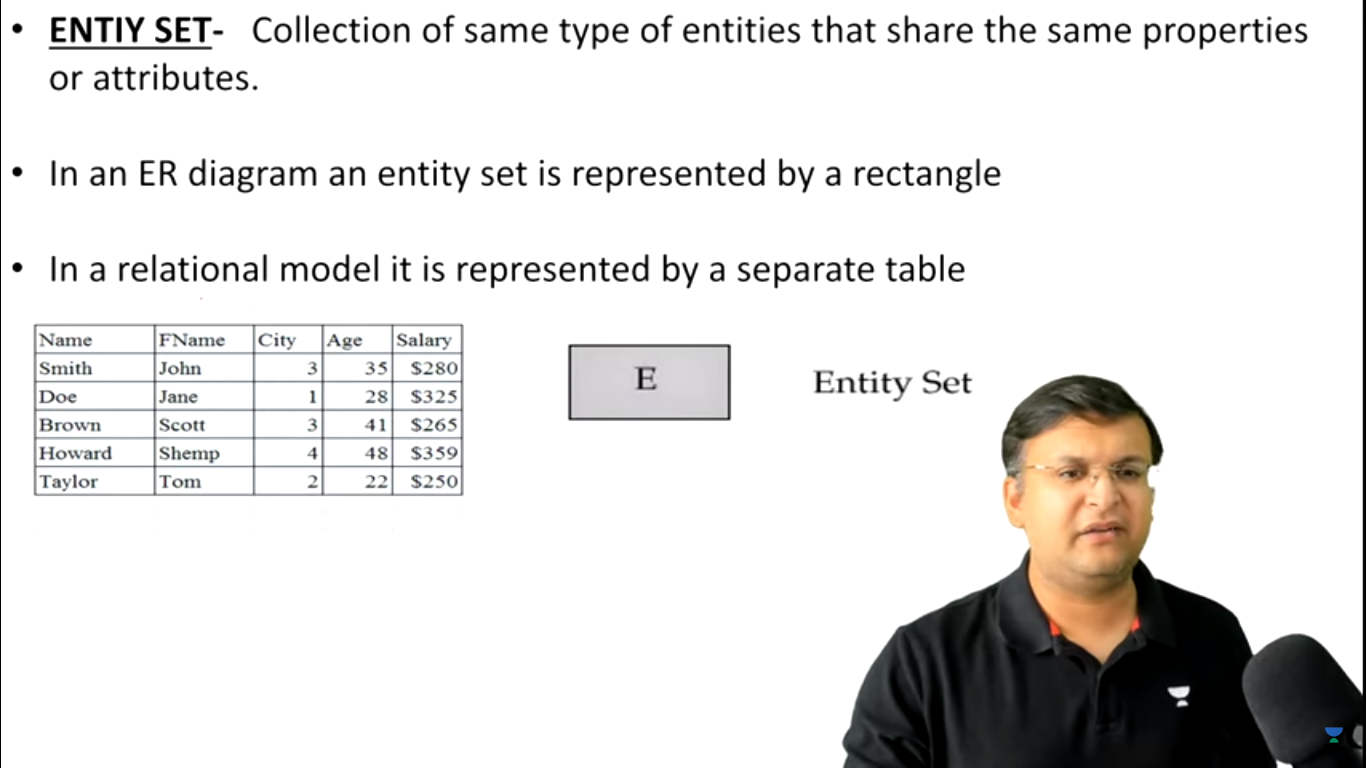 • ENTIY SET- Collection of same type of entities that share the same properties
or attributes.
• In an ER diagram an entity set is represented by a rectangle
• In a relational model it is represented by a separate table
Name FName City Age Salary
Smith John 3 35 $280
Doe Jane 1 28 $325
Brown Scott 3 41 $265
Howard Shemp 4 48 $359
Taylor Tom 2 22 $250
E
Entity Set